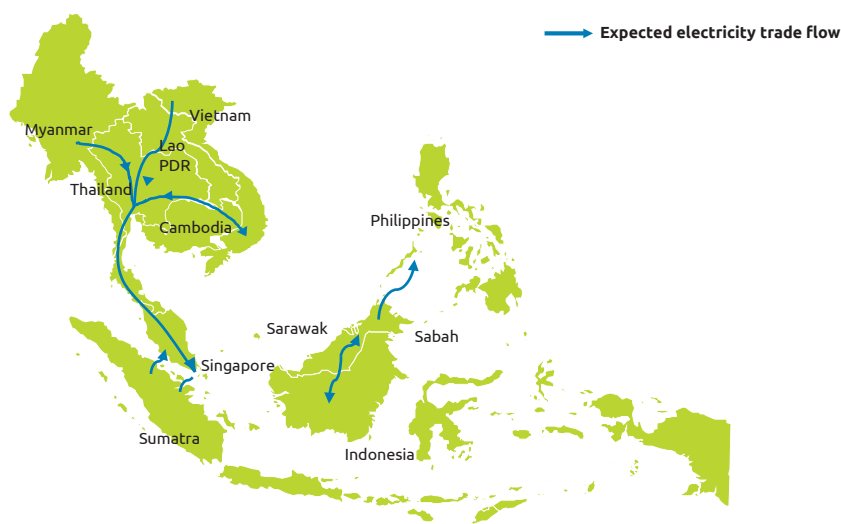 Expected electricity trade flow
Vietnam
Myanmar
Lao
PDR
Thailand
Cambodia
Philippines
Sarawak
Sabah
Singapore
Sumatra
Indonesia